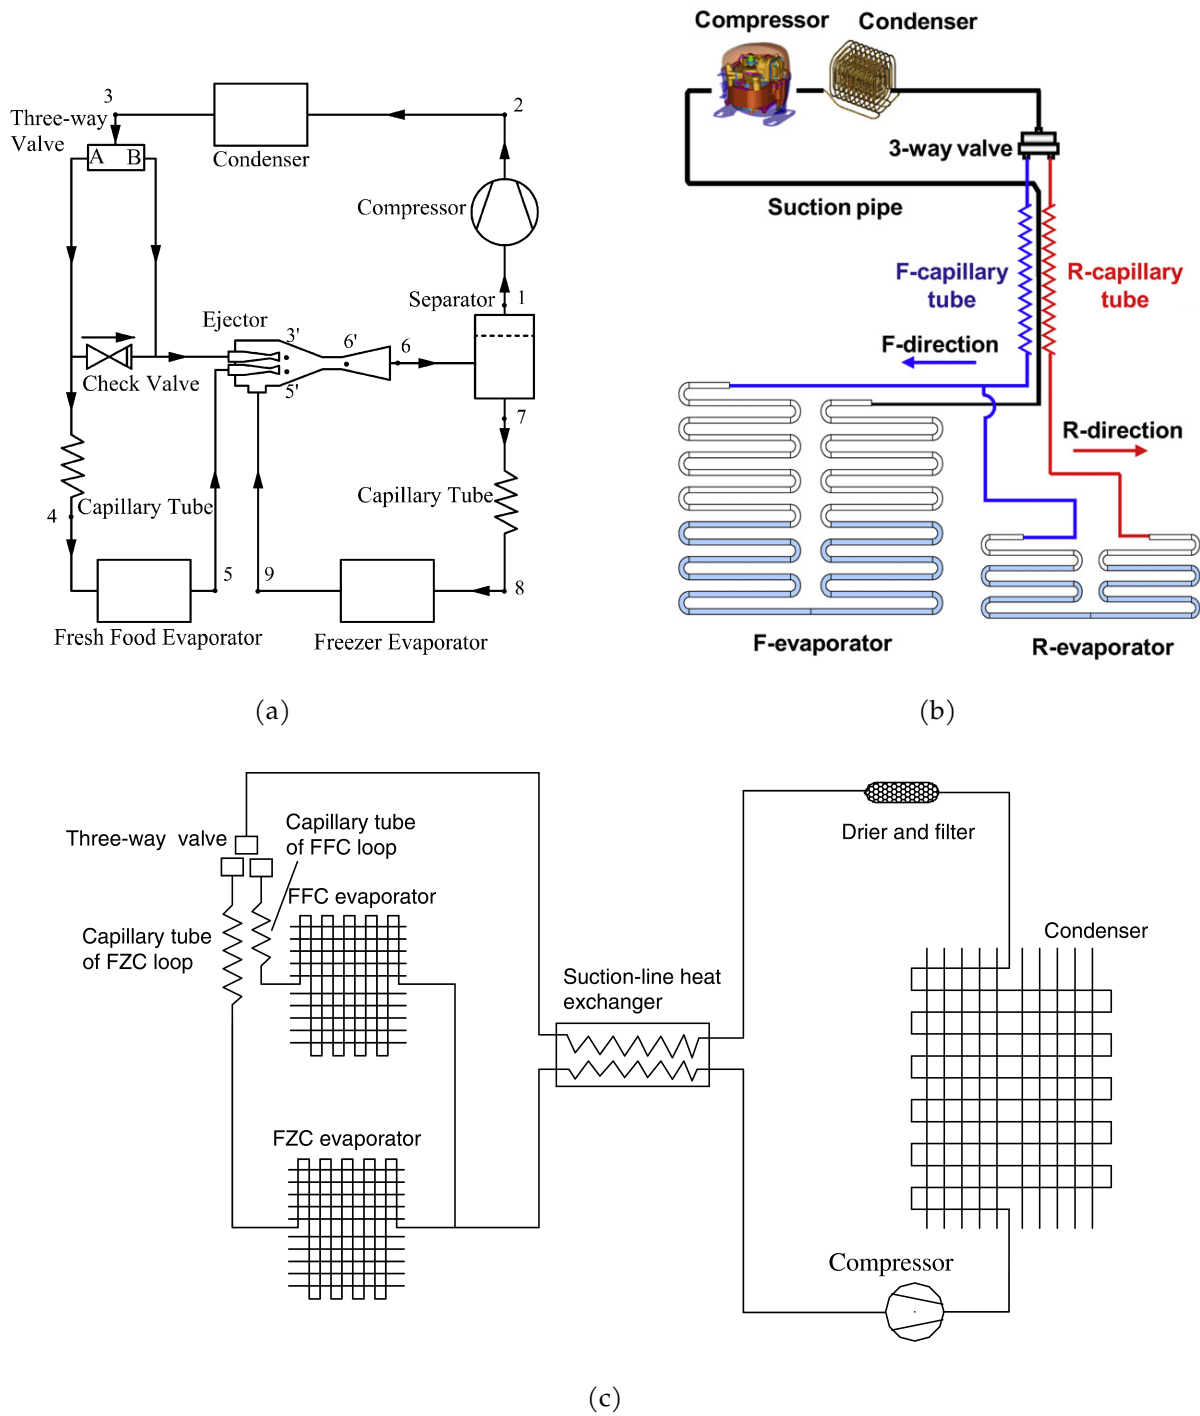 3
2
Three-way
Valve
A B
Condenser
Compressor
Separator
1
Ejector
3'
6'
6
Check Valve
5'
7
Capillary Tube
4
Capillary Tube
5
9
8
Fresh Food Evaporator
Freezer Evaporator
(a)
Compressor
Condenser
3-way valve
Suction pipe
F-capillary
tube
R-capillary
tube
F-direction
R-direction
F-evaporator
R-evaporator
(b)
Three-way valve
Capillary tube
of FFC loop
FFC evaporator
Capillary tube
of FZC loop
FZC evaporator
Suction-line heat
exchanger
Drier and filter
Condenser
Compressor
(c)